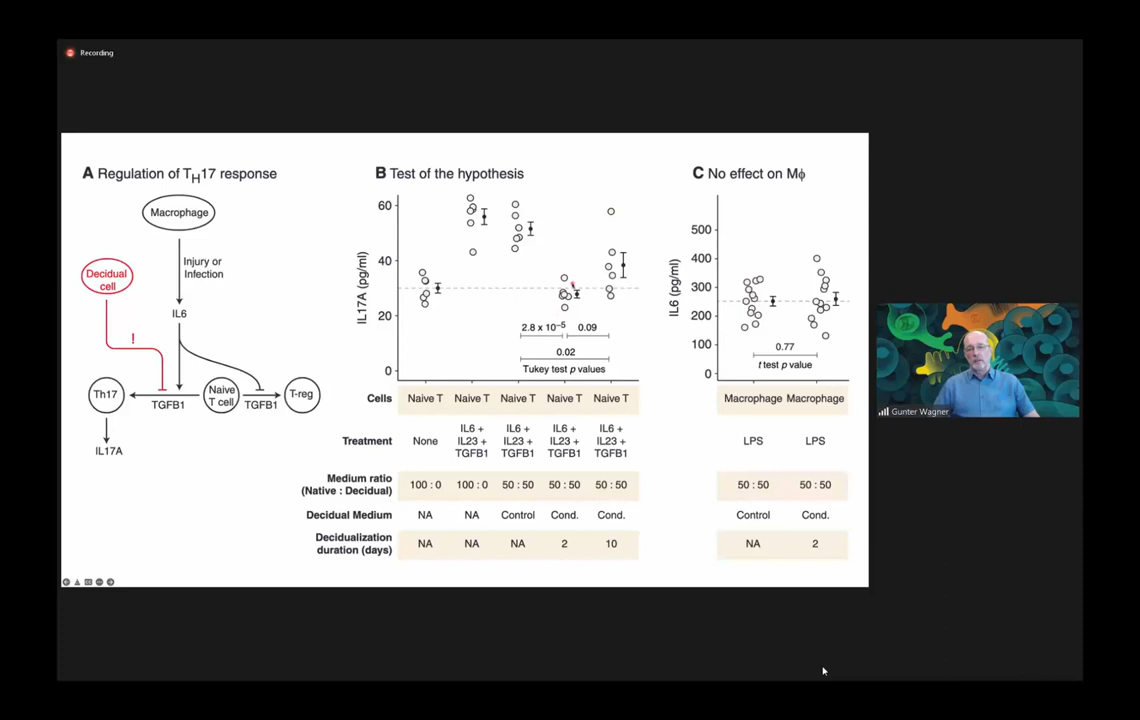 Recording
A Regulation of TH17 response
Macrophage
Decidual
cell
Injury or
Infection
IL6
!
Th17
TGFB1
Naive
T cell
TGFB1
T-reg
IL17A
B Test of the hypothesis
IL17A (pg/ml)
60
40
20
0
2.8 x 10⁻⁵
0.09
0.02
Tukey test p values
C No effect on Mϕ
IL6 (pg/ml)
500
400
300
200
100
0
0.77
t test p value
Cells Naive T Naive T Naive T Naive T Naive T Macrophage Macrophage
Treatment None IL6 + IL23 + TGFB1 IL6 + IL23 + TGFB1 IL6 + IL23 + TGFB1 IL6 + IL23 + TGFB1 LPS LPS
Medium ratio
(Native : Decidual) 100 : 0 100 : 0 50 : 50 50 : 50 50 : 50 50 : 50 50 : 50
Decidual Medium NA NA Control Cond. Cond. Control Cond.
Decidualization
duration (days) NA NA NA 2 10 NA 2
Gunter Wagner